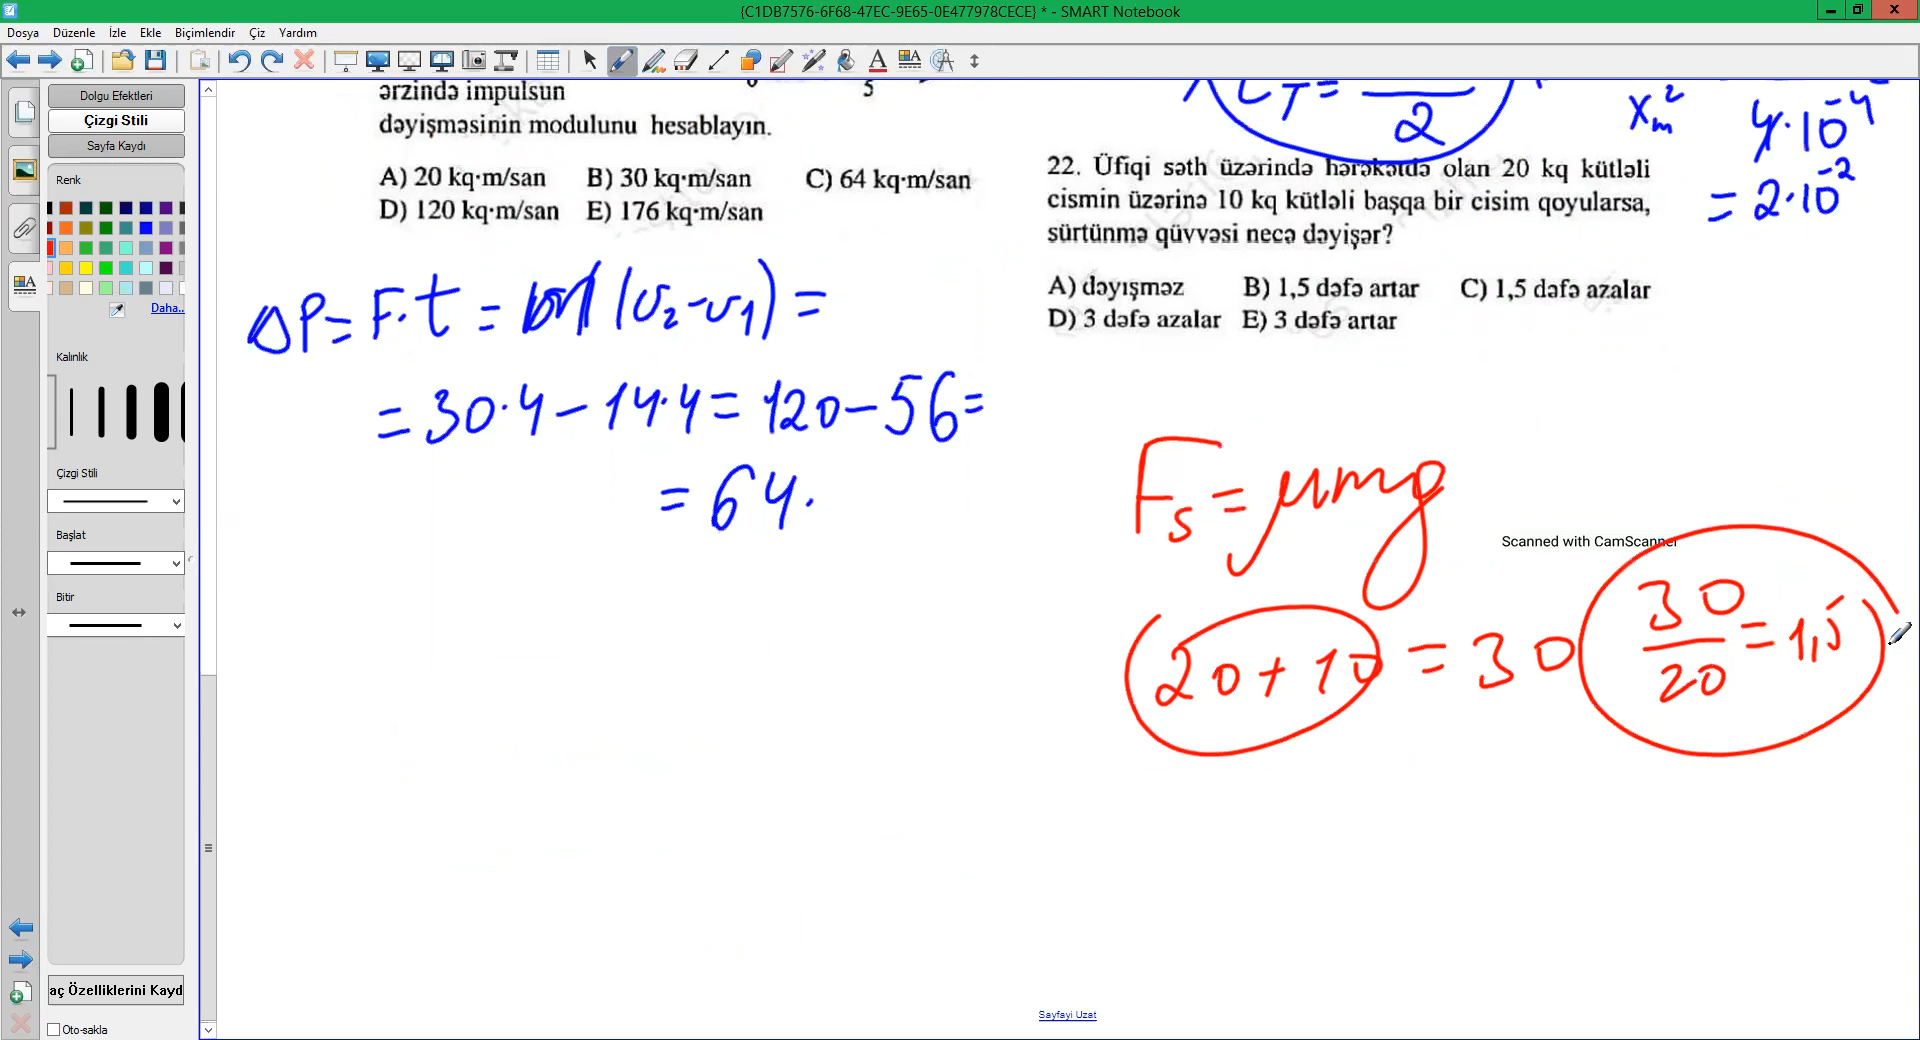 {C1DB7576-6F68-47EC-9E65-0E477978CECE} * - SMART Notebook
Dosya Düzenle İzle Ekle Biçimlendir Çiz Yardım
Dolgu Efektleri
Çizgi Stili
Sayfa Kaydı
Renk
Daha..
Kalınlık
Çizgi Stili
Başlat
Bitir
aç Özelliklerini Kayd
Oto-sakla
ərzində impulsun
5
dəyişməsinin modulunu hesablayın.
A) 20 kq·m/san B) 30 kq·m/san C) 64 kq·m/san
D) 120 kq·m/san E) 176 kq·m/san
ΔP = F·t = m (υ₂-υ₁) =
= 30·4 - 14·4 = 120 - 56 =
= 64.
2
xₘ² 4·10⁻⁴
= 2·10⁻²
22. Üfiqi səth üzərində hərəkətdə olan 20 kq kütləli
cismin üzərinə 10 kq kütləli başqa bir cisim qoyularsa,
sürtünmə qüvvəsi necə dəyişər?
A) dəyışməz B) 1,5 dəfə artar C) 1,5 dəfə azalar
D) 3 dəfə azalar E) 3 dəfə artar
Fₛ = μmg
Scanned with CamScanner
20 + 10 = 30
30/20 = 1,5
Sayfayi Uzat